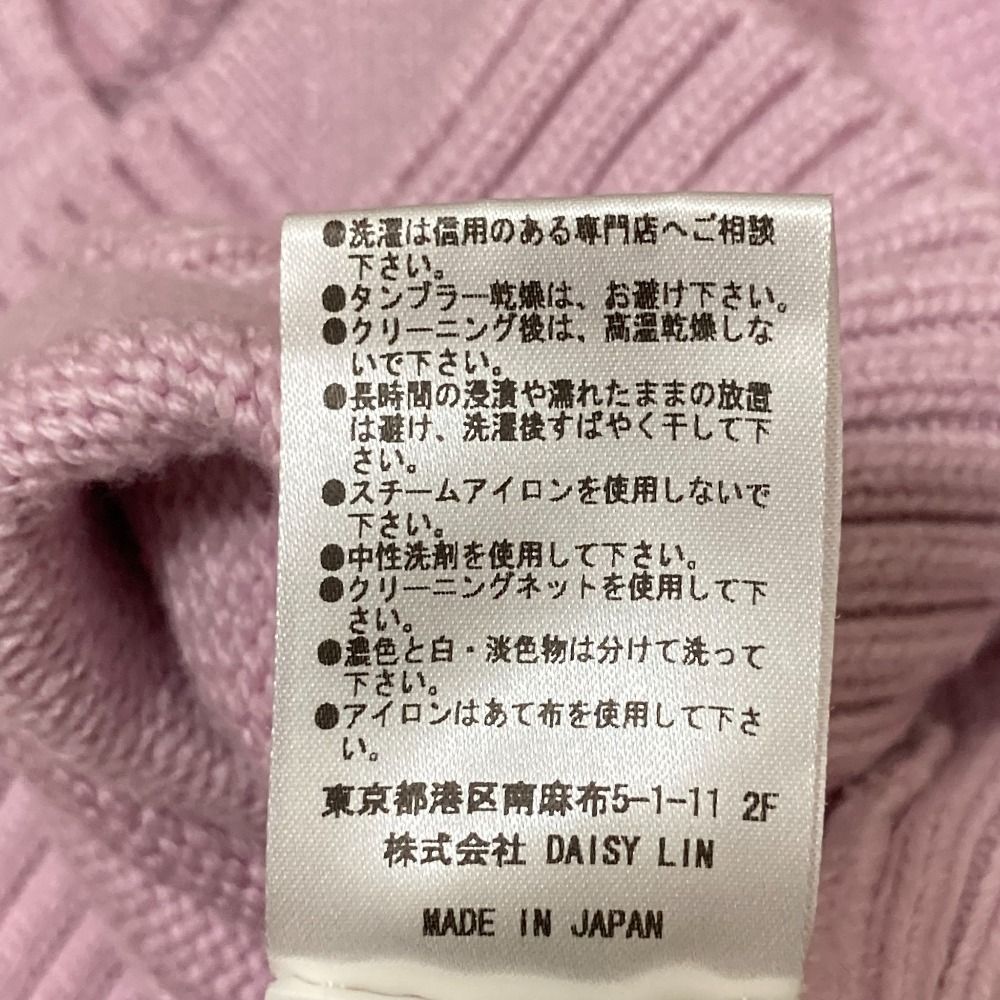 ●洗濯は信用のある専門店へご相談
下さい。
●タンブラー乾燥は、お避け下さい。
●クリーニング後は、高温乾燥しな
いで下さい。
●長時間の浸漬や濡れたままの放置
は避け、洗濯後すばやく干して下
さい。
●スチームアイロンを使用しないで
下さい。
●中性洗剤を使用して下さい。
●クリーニングネットを使用して下
さい。
●濃色と白・淡色物は分けて洗って
下さい。
●アイロンはあて布を使用して下さ
い。
東京都港区南麻布5-1-11 2F
株式会社 DAISY LIN
MADE IN JAPAN